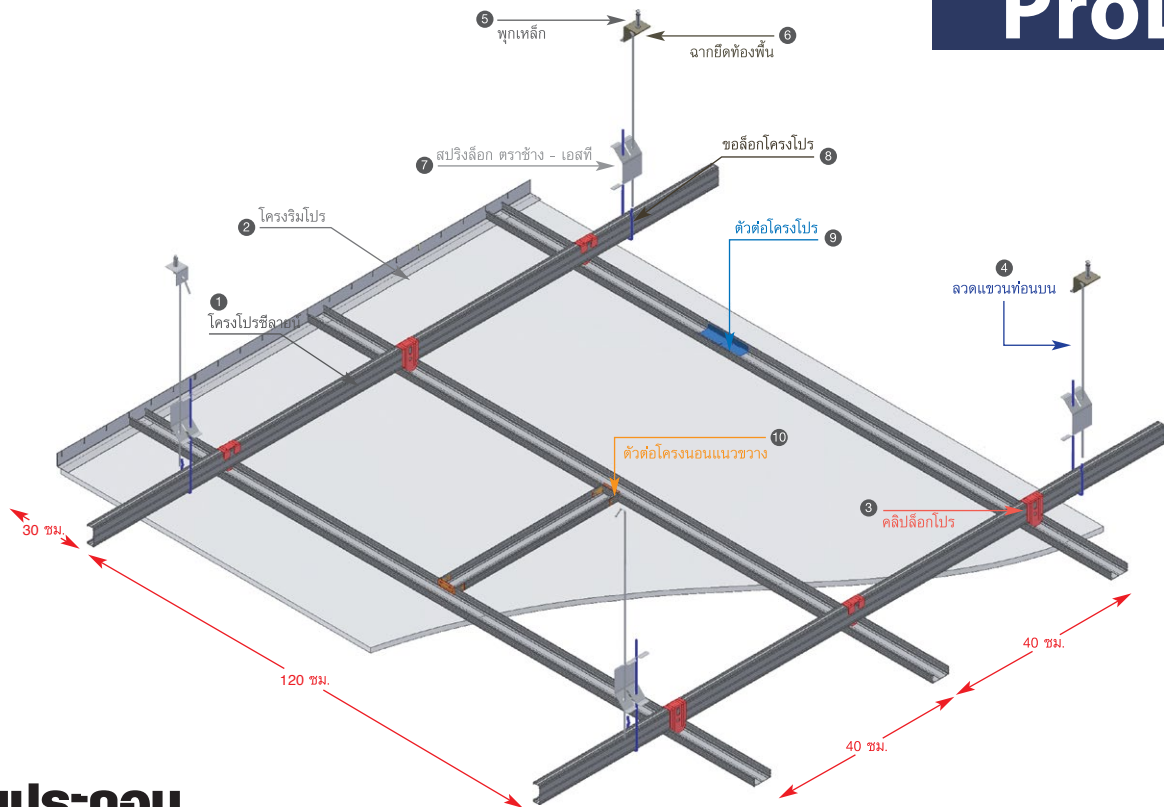 5
พุกเหล็ก
6
ฉากยึดท้องพื้น
7
สปริงล็อก ตราช้าง - เอสที
ขอล็อกโครงโปร
8
2
โครงริมโปร
ตัวต่อโครงโปร
9
4
ลวดแขวนท่อนบน
1
โครงโปรซีลายน์
10
ตัวต่อโครงนอนแนวขวาง
3
คลิปล็อกโปร
30 ซม.
120 ซม.
40 ซม.
40 ซม.